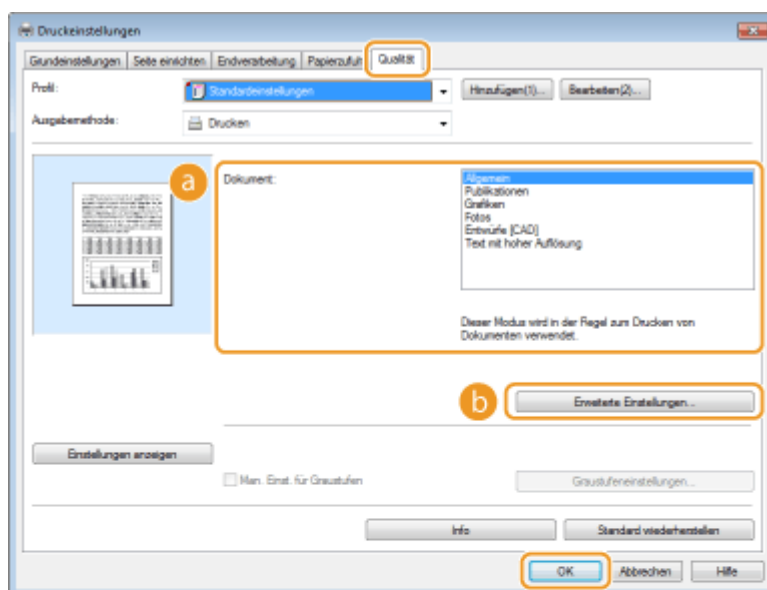 Druckeinstellungen
Grundeinstellungen Seite einrichten Endverarbeitung Papierzufuhr Qualität
Profil: Standardeinstellungen Hinzufügen(1)... Bearbeiten(2)...
Ausgabemethode: Drucken
a
Dokument:
Allgemein
Publikationen
Grafiken
Fotos
Entwürfe [CAD]
Text mit hoher Auflösung
Dieser Modus wird in der Regel zum Drucken von
Dokumenten verwendet.
b
Erweiterte Einstellungen...
Einstellungen anzeigen
Man. Einst. für Graustufen Graustufeneinstellungen...
Info Standard wiederherstellen
OK Abbrechen Hilfe